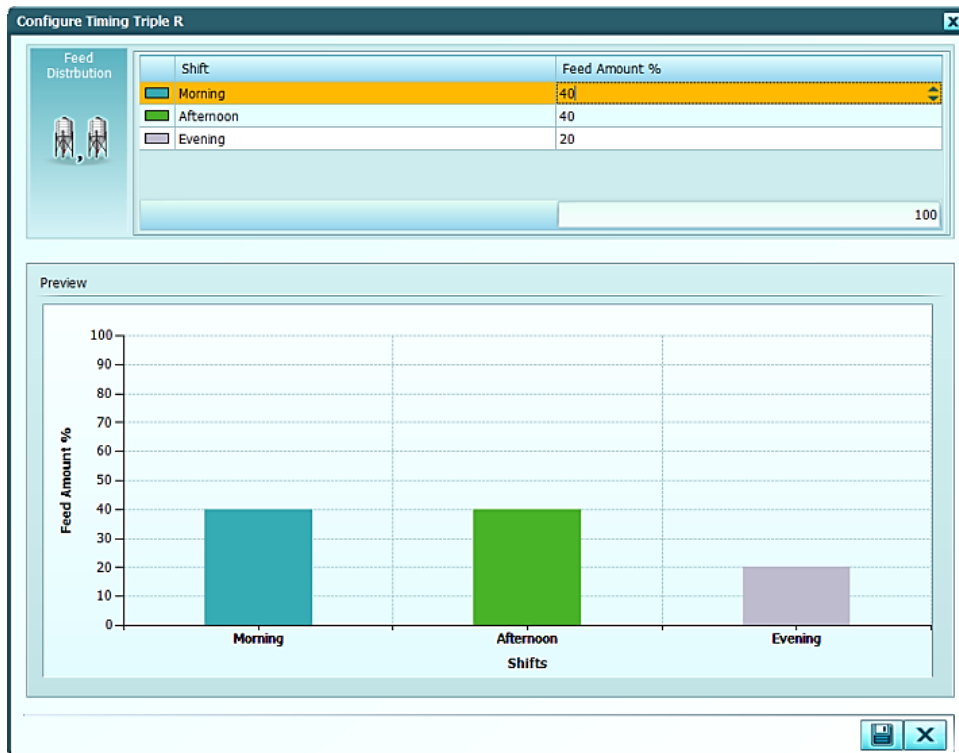 Configure Timing Triple R
Feed
Distrbution
Shift Feed Amount %
Morning 40
Afternoon 40
Evening 20
100
Preview
Feed Amount %
100
90
80
70
60
50
40
30
20
10
0
Morning Afternoon Evening
Shifts